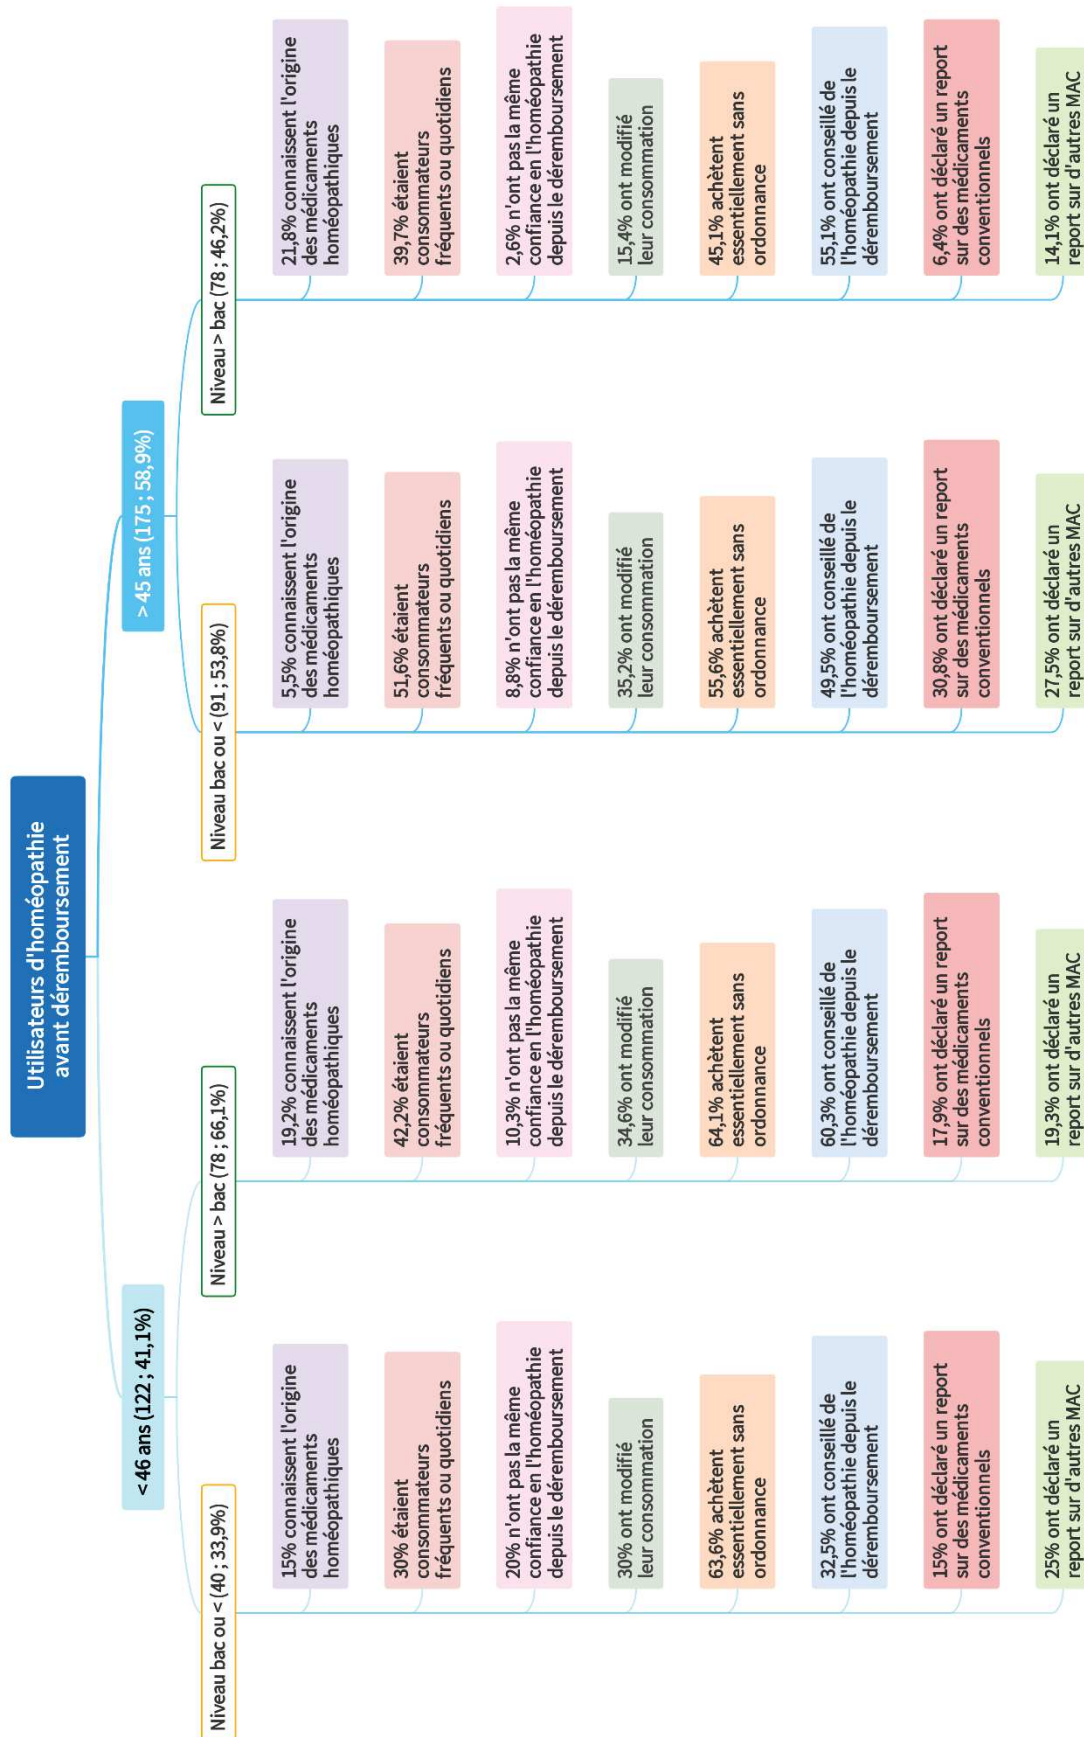 Utilisateurs d'homéopathie
avant déremboursement
< 46 ans (122 ; 41,1%)
> 45 ans (175 ; 58,9%)
Niveau bac ou < (40 ; 33,9%)
Niveau > bac (78 ; 66,1%)
Niveau bac ou < (91 ; 53,8%)
Niveau > bac (78 ; 46,2%)
15% connaissent l'origine
des médicaments
homéopathiques
30% étaient
consommateurs
fréquents ou quotidiens
20% n'ont pas la même
confiance en l'homéopathie
depuis le déremboursement
30% ont modifié
leur consommation
63,6% achètent
essentiellement sans
ordonnance
32,5% ont conseillé de
l'homéopathie depuis le
déremboursement
15% ont déclaré un report
sur des médicaments
conventionnels
25% ont déclaré un
report sur d'autres MAC
19,2% connaissent l'origine
des médicaments
homéopathiques
42,2% étaient
consommateurs
fréquents ou quotidiens
10,3% n'ont pas la même
confiance en l'homéopathie
depuis le déremboursement
34,6% ont modifié
leur consommation
64,1% achètent
essentiellement sans
ordonnance
60,3% ont conseillé de
l'homéopathie depuis le
déremboursement
17,9% ont déclaré un report
sur des médicaments
conventionnels
19,3% ont déclaré un
report sur d'autres MAC
5,5% connaissent l'origine
des médicaments
homéopathiques
51,6% étaient
consommateurs
fréquents ou quotidiens
8,8% n'ont pas la même
confiance en l'homéopathie
depuis le déremboursement
35,2% ont modifié
leur consommation
55,6% achètent
essentiellement sans
ordonnance
49,5% ont conseillé de
l'homéopathie depuis le
déremboursement
30,8% ont déclaré un report
sur des médicaments
conventionnels
27,5% ont déclaré un
report sur d'autres MAC
21,8% connaissent l'origine
des médicaments
homéopathiques
39,7% étaient
consommateurs
fréquents ou quotidiens
2,6% n'ont pas la même
confiance en l'homéopathie
depuis le déremboursement
15,4% ont modifié
leur consommation
45,1% achètent
essentiellement sans
ordonnance
55,1% ont conseillé de
l'homéopathie depuis le
déremboursement
6,4% ont déclaré un report
sur des médicaments
conventionnels
14,1% ont déclaré un
report sur d'autres MAC